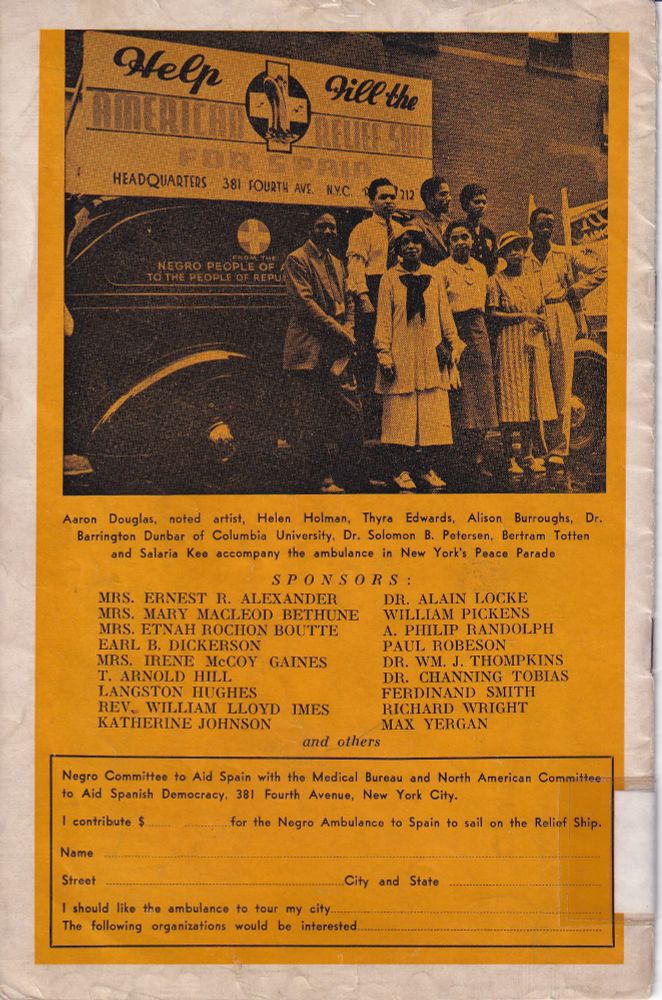 Help Fill the
AMERICAN RELIEF SHIP
FOR SPAIN
HEADQUARTERS 381 FOURTH AVE. N.Y.C. 212
FROM THE
NEGRO PEOPLE OF
TO THE PEOPLE OF REPU
Aaron Douglas, noted artist, Helen Holman, Thyra Edwards, Alison Burroughs, Dr.
Barrington Dunbar of Columbia University, Dr. Solomon B. Petersen, Bertram Totten
and Salaria Kee accompany the ambulance in New York's Peace Parade
SPONSORS:
MRS. ERNEST R. ALEXANDER
MRS. MARY MACLEOD BETHUNE
MRS. ETNAH ROCHON BOUTTE
EARL B. DICKERSON
MRS. IRENE McCOY GAINES
T. ARNOLD HILL
LANGSTON HUGHES
REV. WILLIAM LLOYD IMES
KATHERINE JOHNSON
DR. ALAIN LOCKE
WILLIAM PICKENS
A. PHILIP RANDOLPH
PAUL ROBESON
DR. WM. J. THOMPKINS
DR. CHANNING TOBIAS
FERDINAND SMITH
RICHARD WRIGHT
MAX YERGAN
and others
Negro Committee to Aid Spain with the Medical Bureau and North American Committee
to Aid Spanish Democracy, 381 Fourth Avenue, New York City.
I contribute $ for the Negro Ambulance to Spain to sail on the Relief Ship.
Name
Street City and State
I should like the ambulance to tour my city
The following organizations would be interested